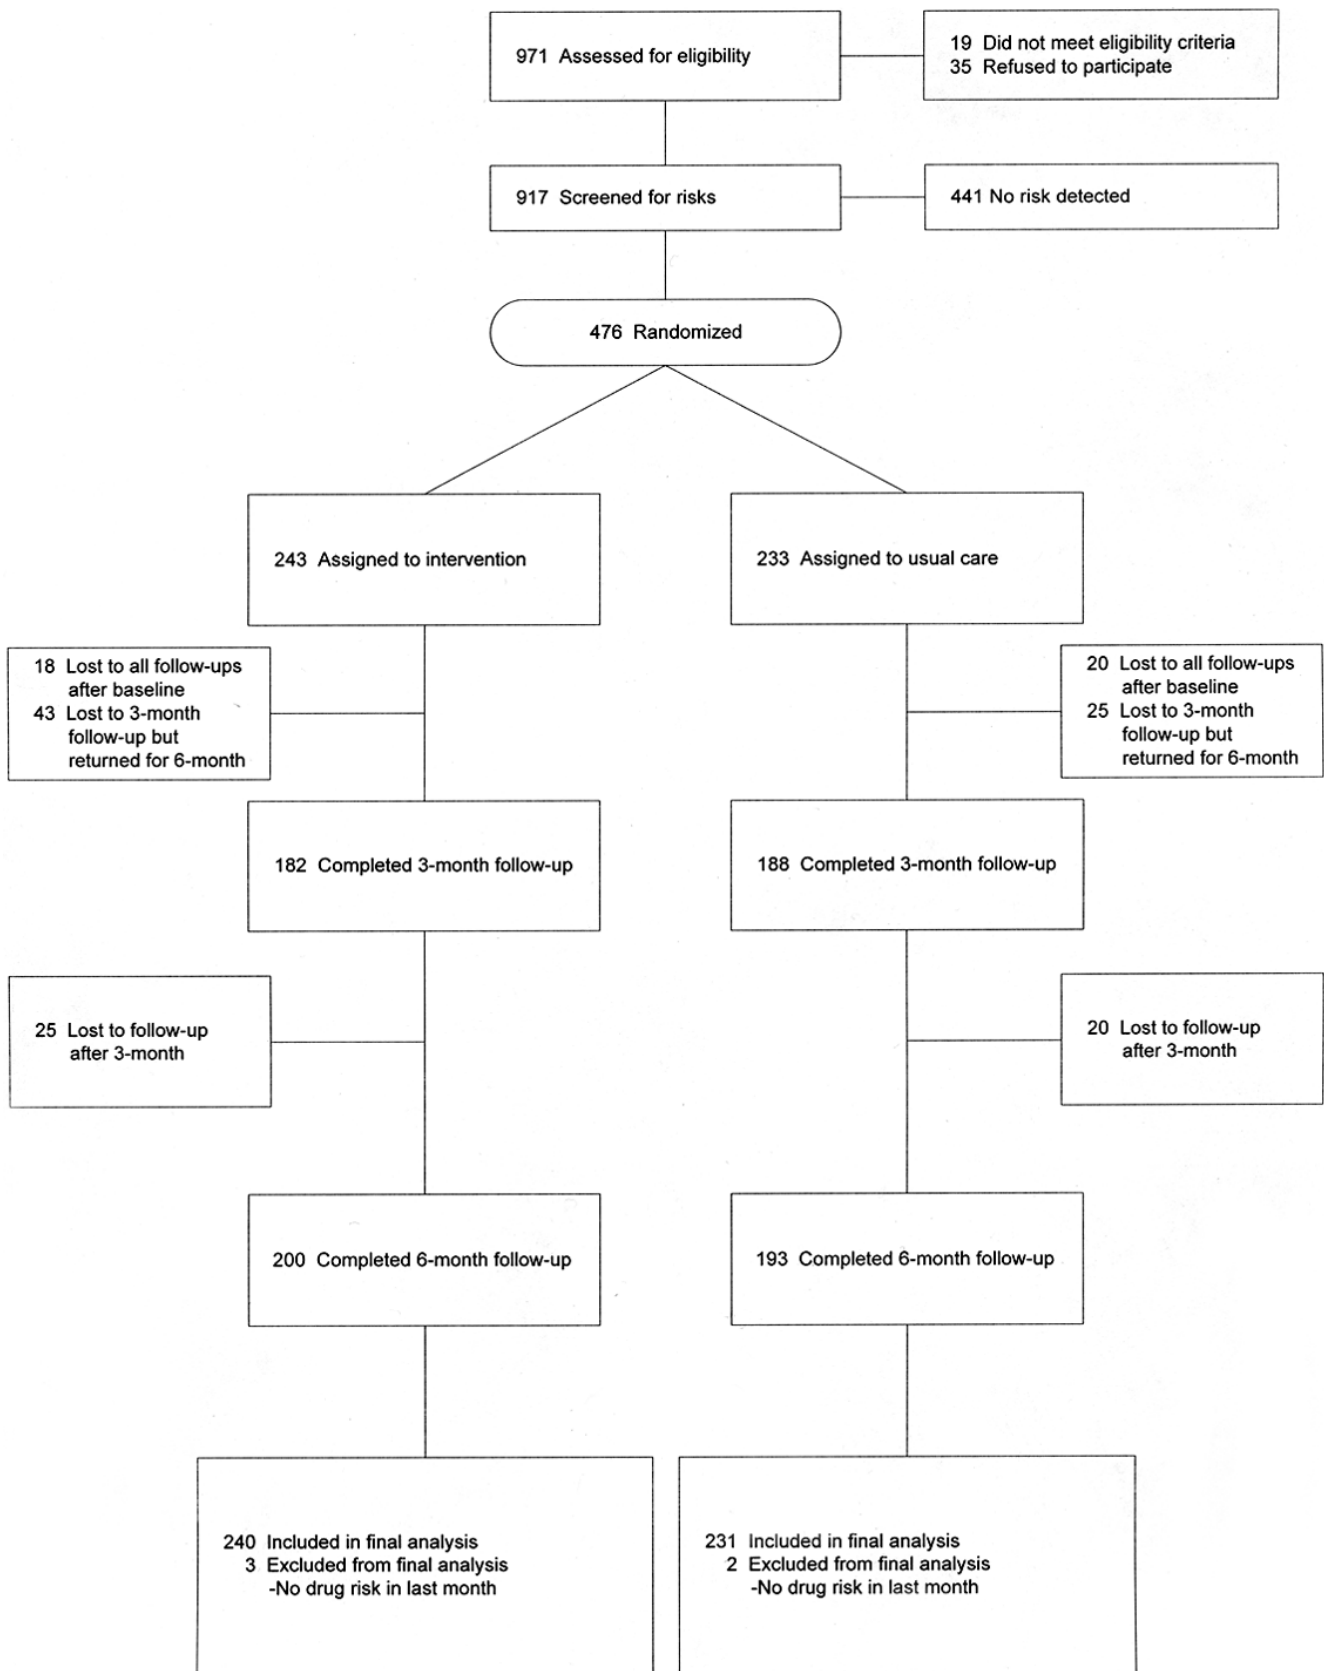 971 Assessed for eligibility
19 Did not meet eligibility criteria
35 Refused to participate
917 Screened for risks
441 No risk detected
476 Randomized
243 Assigned to intervention
233 Assigned to usual care
18 Lost to all follow-ups
after baseline
43 Lost to 3-month
follow-up but
returned for 6-month
20 Lost to all follow-ups
after baseline
25 Lost to 3-month
follow-up but
returned for 6-month
182 Completed 3-month follow-up
188 Completed 3-month follow-up
25 Lost to follow-up
after 3-month
20 Lost to follow-up
after 3-month
200 Completed 6-month follow-up
193 Completed 6-month follow-up
240 Included in final analysis
3 Excluded from final analysis
-No drug risk in last month
231 Included in final analysis
2 Excluded from final analysis
-No drug risk in last month